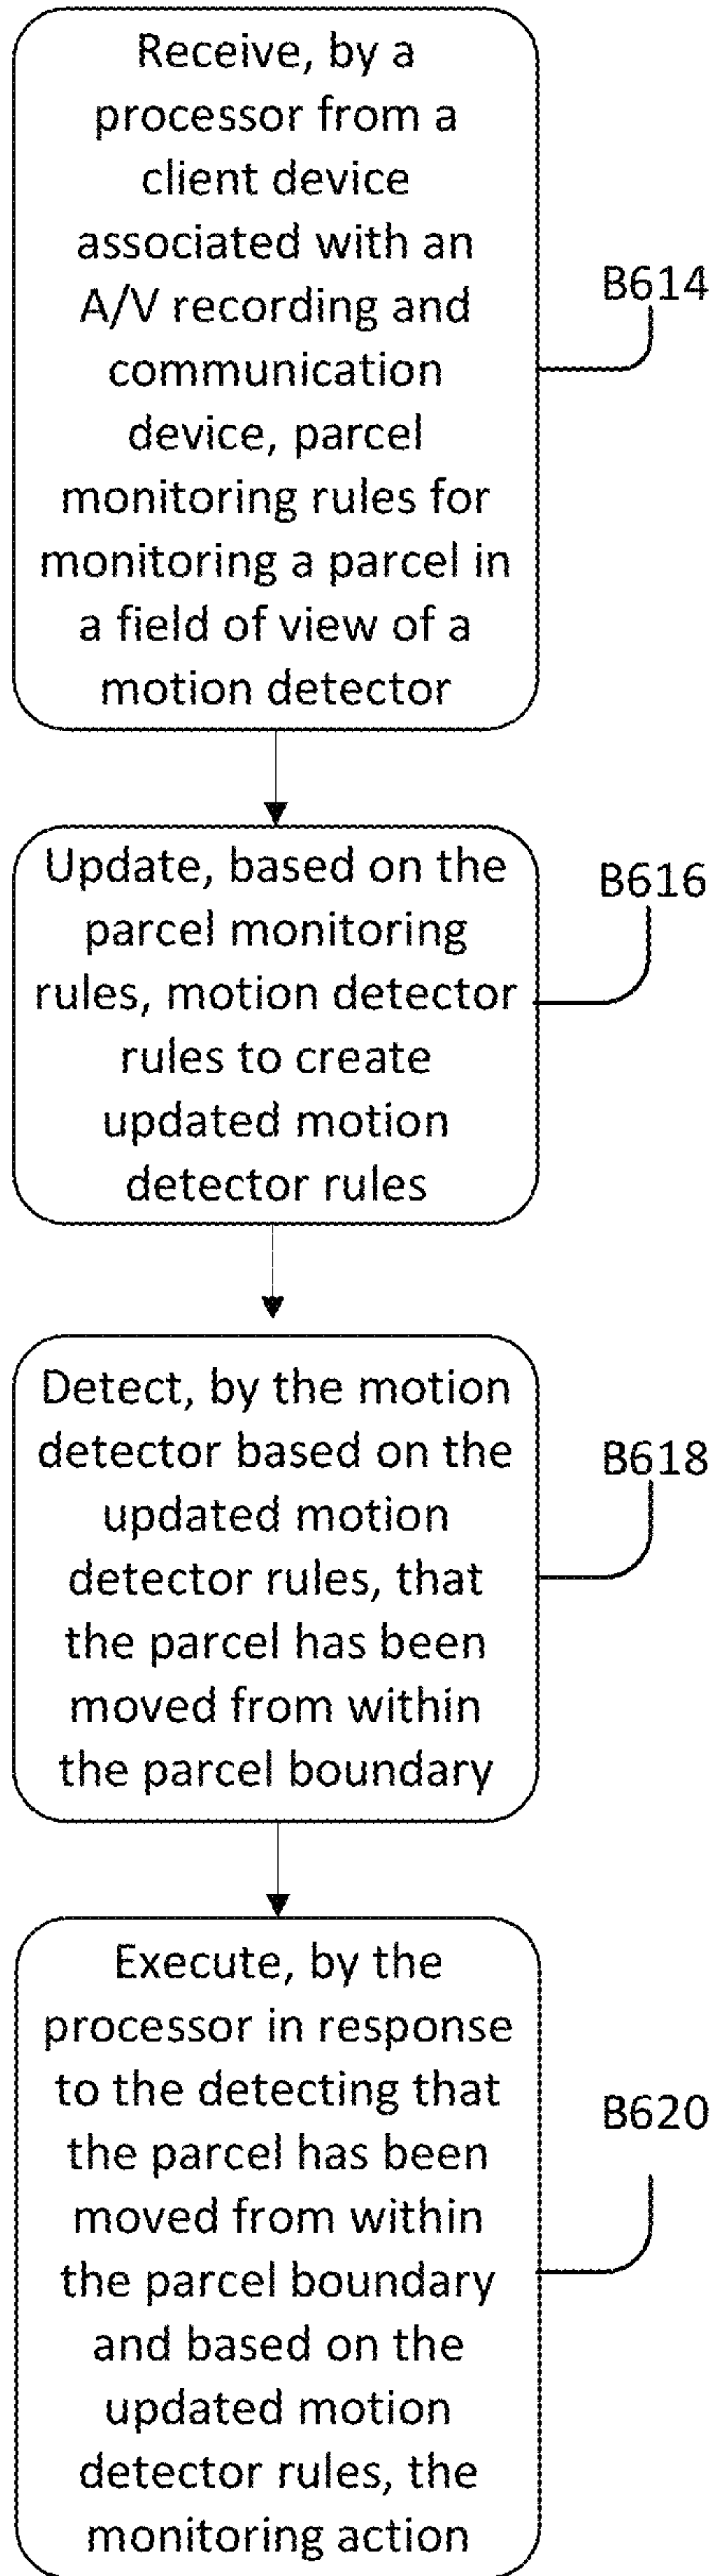 Receive, by a
processor from a
client device
associated with an
A/V recording and
communication
device, parcel
monitoring rules for
monitoring a parcel in
a field of view of a
motion detector
B614
Update, based on the
parcel monitoring
rules, motion detector
rules to create
updated motion
detector rules
B616
Detect, by the motion
detector based on the
updated motion
detector rules, that
the parcel has been
moved from within
the parcel boundary
B618
Execute, by the
processor in response
to the detecting that
the parcel has been
moved from within
the parcel boundary
and based on the
updated motion
detector rules, the
monitoring action
B620